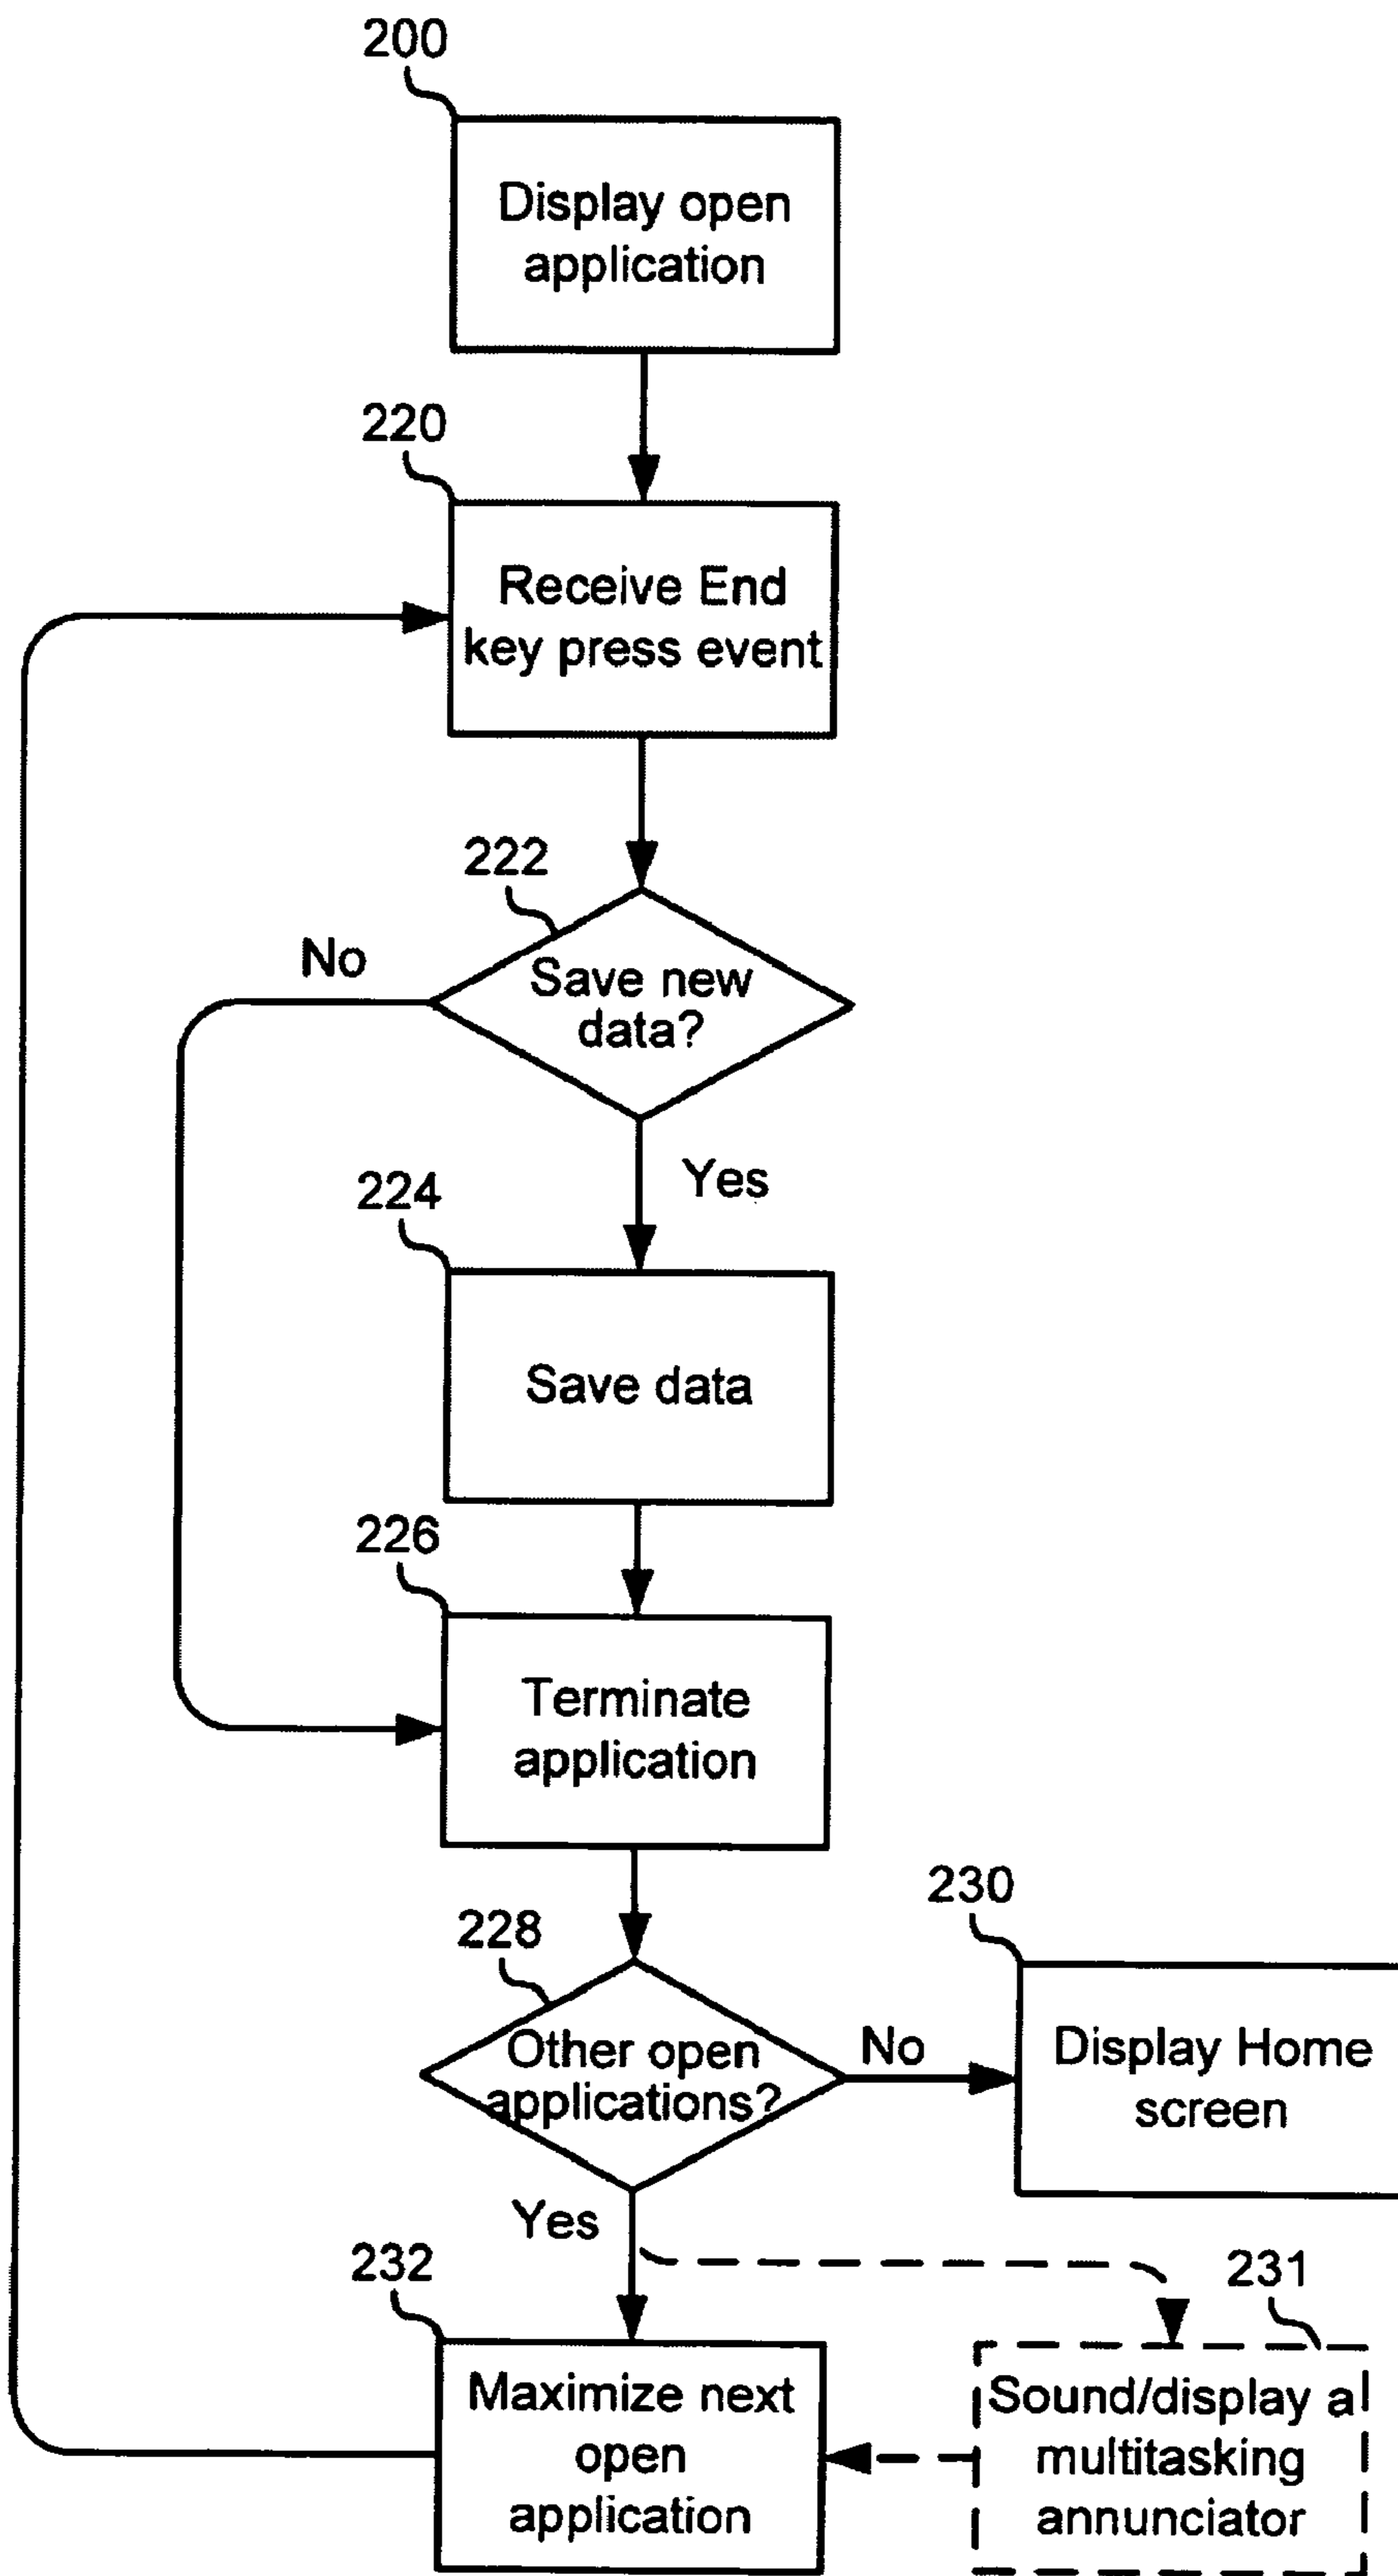 200
Display open
application
220
Receive End
key press event
222
No
Save new
data?
Yes
224
Save data
226
Terminate
application
228
230
Other open
applications?
No
Display Home
screen
Yes
232
231
Maximize next
open
application
Sound/display a
multitasking
annunciator